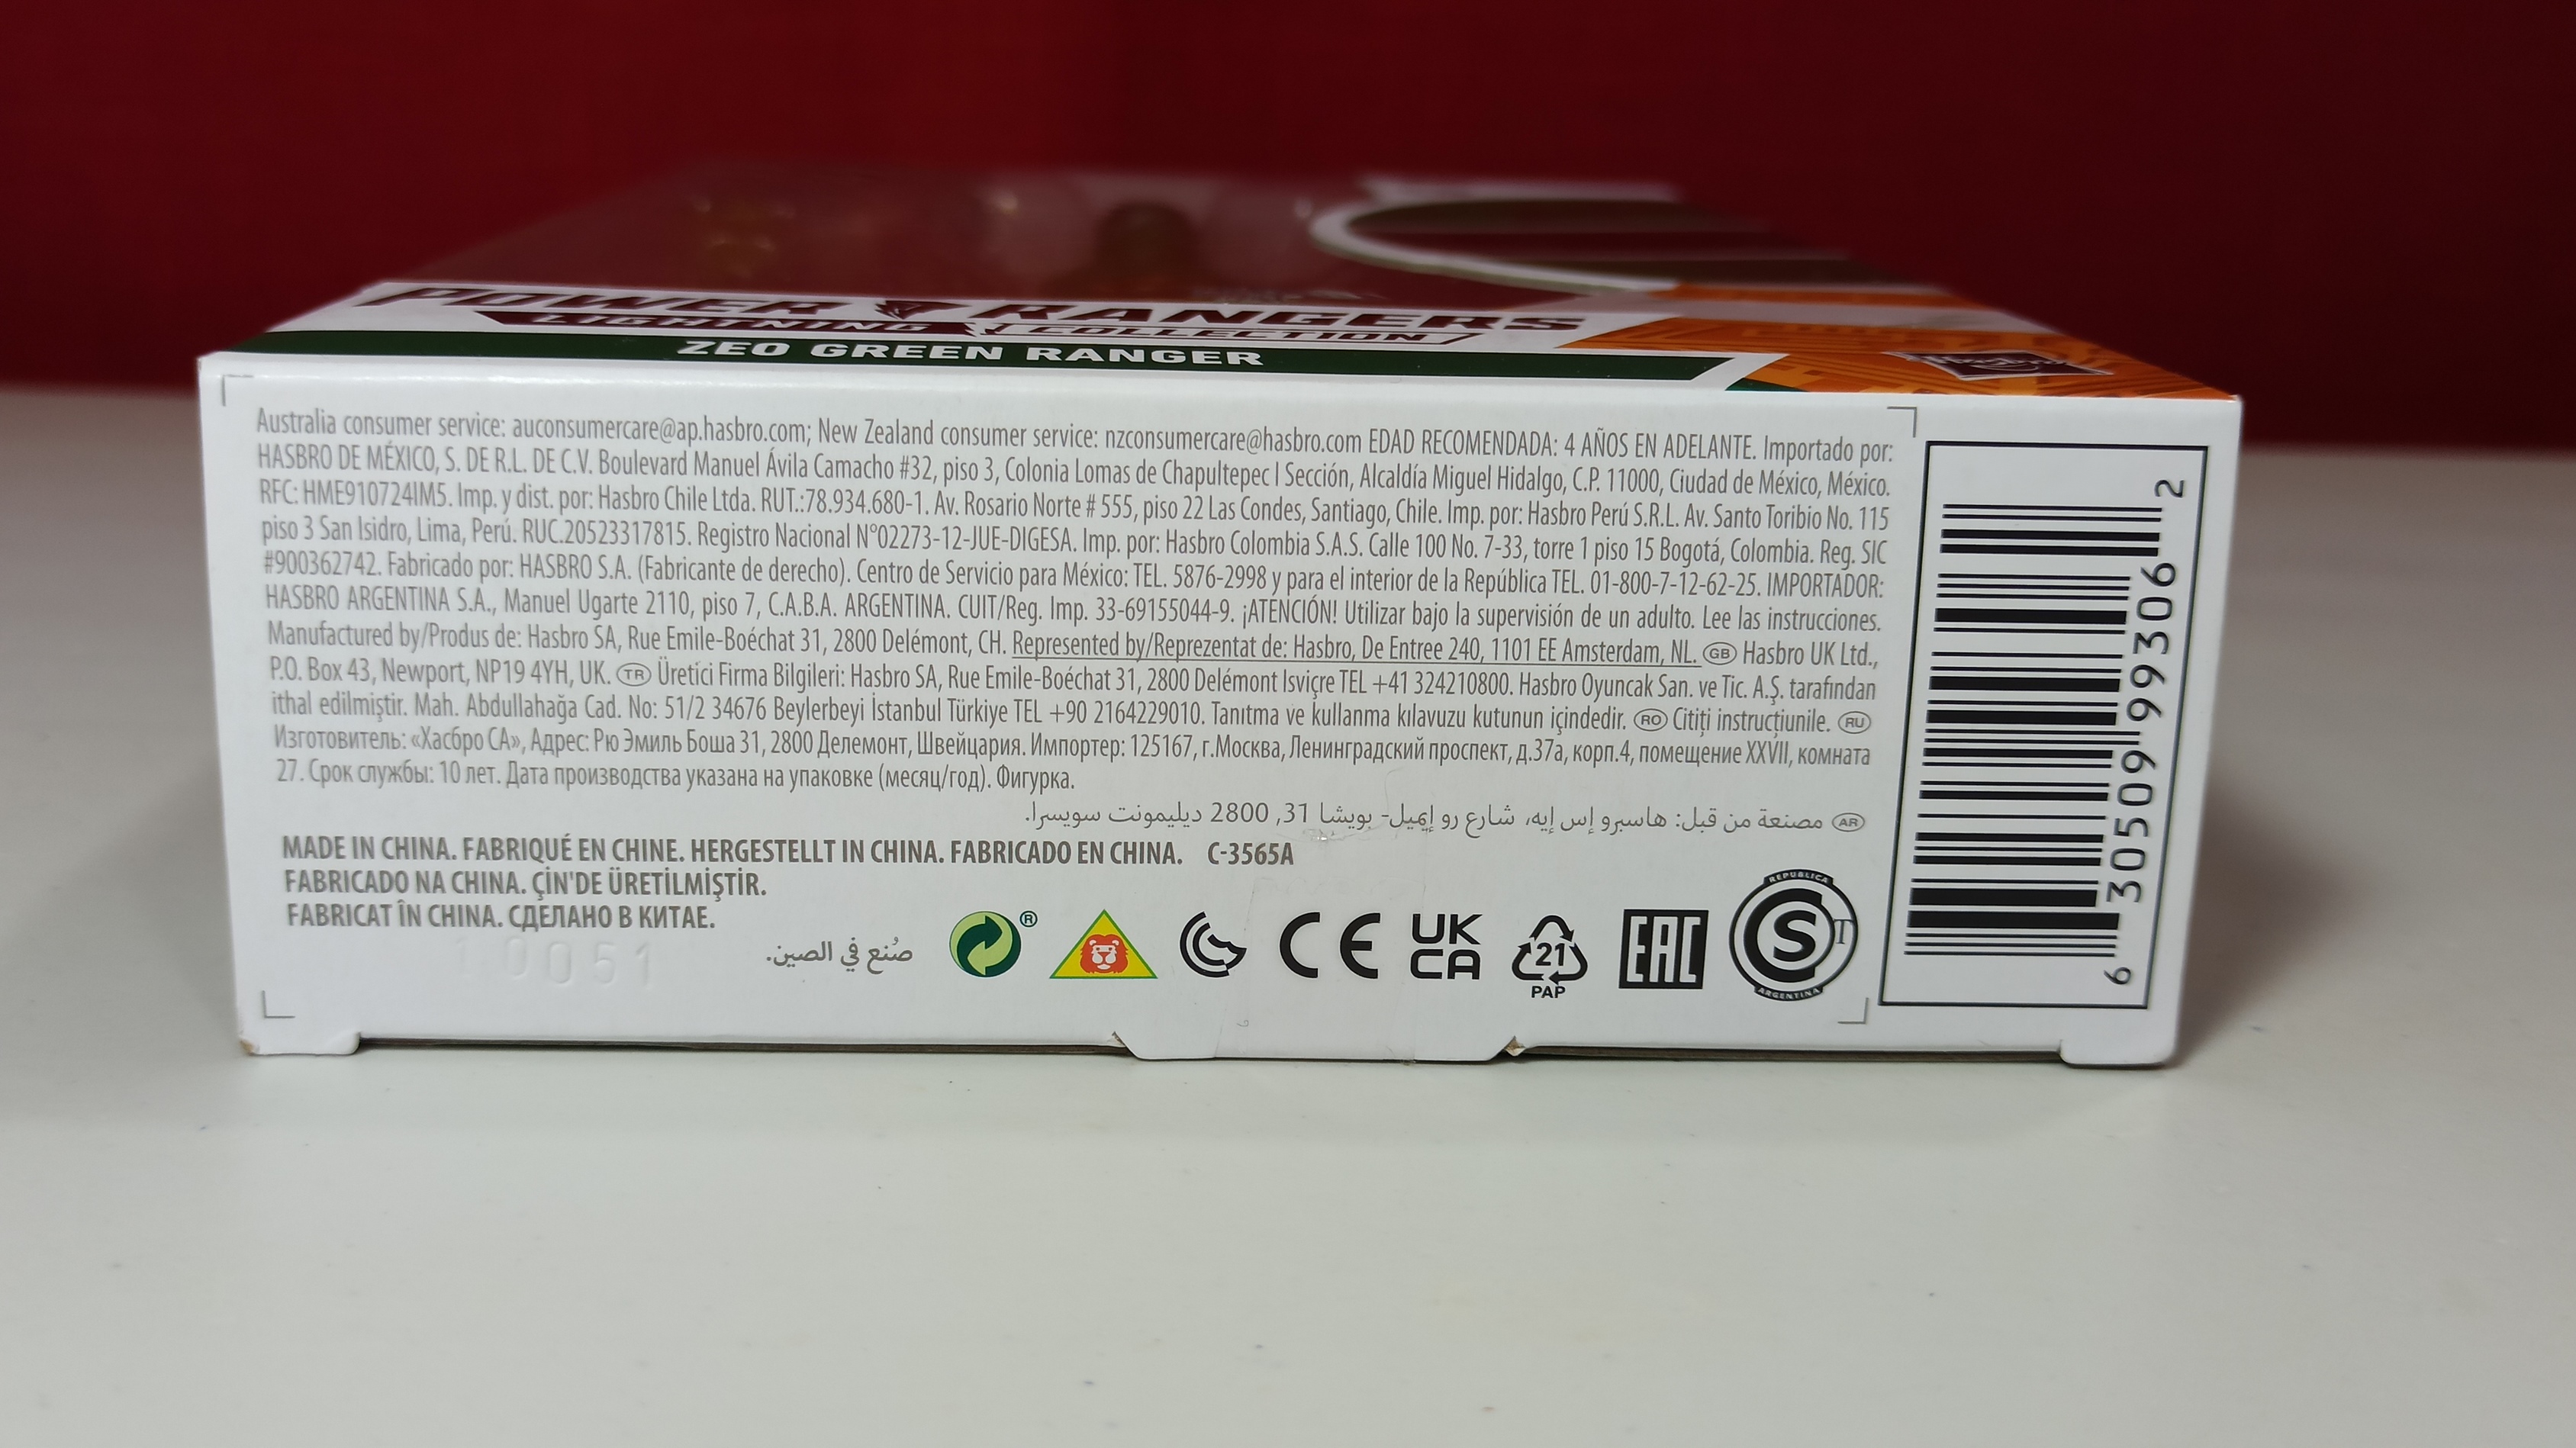 POWER RANGERS
LIGHTNING COLLECTION
ZEO GREEN RANGER
Australia consumer service: auconsumercare@ap.hasbro.com; New Zealand consumer service: nzconsumercare@hasbro.com EDAD RECOMENDADA: 4 AÑOS EN ADELANTE. Importado por:
HASBRO DE MÉXICO, S. DE R.L. DE C.V. Boulevard Manuel Ávila Camacho #32, piso 3, Colonia Lomas de Chapultepec I Sección, Alcaldía Miguel Hidalgo, C.P. 11000, Ciudad de México, México.
RFC: HME910724IM5. Imp. y dist. por: Hasbro Chile Ltda. RUT.:78.934.680-1. Av. Rosario Norte # 555, piso 22 Las Condes, Santiago, Chile. Imp. por: Hasbro Perú S.R.L. Av. Santo Toribio No. 115
piso 3 San Isidro, Lima, Perú. RUC.20523317815. Registro Nacional N°02273-12-JUE-DIGESA. Imp. por: Hasbro Colombia S.A.S. Calle 100 No. 7-33, torre 1 piso 15 Bogotá, Colombia. Reg. SIC
#900362742. Fabricado por: HASBRO S.A. (Fabricante de derecho). Centro de Servicio para México: TEL. 5876-2998 y para el interior de la República TEL. 01-800-7-12-62-25. IMPORTADOR:
HASBRO ARGENTINA S.A., Manuel Ugarte 2110, piso 7, C.A.B.A. ARGENTINA. CUIT/Reg. Imp. 33-69155044-9. ¡ATENCIÓN! Utilizar bajo la supervisión de un adulto. Lee las instrucciones.
Manufactured by/Produs de: Hasbro SA, Rue Emile-Boéchat 31, 2800 Delémont, CH. Represented by/Reprezentat de: Hasbro, De Entree 240, 1101 EE Amsterdam, NL. GB Hasbro UK Ltd.,
P.O. Box 43, Newport, NP19 4YH, UK. TR Üretici Firma Bilgileri: Hasbro SA, Rue Emile-Boéchat 31, 2800 Delémont Isviçre TEL +41 324210800. Hasbro Oyuncak San. ve Tic. A.Ş. tarafından
ithal edilmiştir. Mah. Abdullahağa Cad. No: 51/2 34676 Beylerbeyi İstanbul Türkiye TEL +90 2164229010. Tanıtma ve kullanma kılavuzu kutunun içindedir. RO Citiți instrucțiunile. RU
Изготовитель: «Хасбро СА», Адрес: Рю Эмиль Боша 31, 2800 Делемонт, Швейцария. Импортер: 125167, г.Москва, Ленинградский проспект, д.37а, корп.4, помещение XXVII, комната
27. Срок службы: 10 лет. Дата производства указана на упаковке (месяц/год). Фигурка.
AR مصنعة من قبل: هاسبرو إس إيه، شارع رو إيميل- بويشا 31, 2800 ديليمونت سويسرا.
MADE IN CHINA. FABRIQUÉ EN CHINE. HERGESTELLT IN CHINA. FABRICADO EN CHINA. C-3565A
FABRICADO NA CHINA. ÇİN'DE ÜRETİLMİŞTİR.
FABRICAT ÎN CHINA. СДЕЛАНО В КИТАЕ.
صُنع في الصين.
10051
®
CE
UK
CA
21
PAP
EAC
REPUBLICA
S T
ARGENTINA
6 30509 99306 2